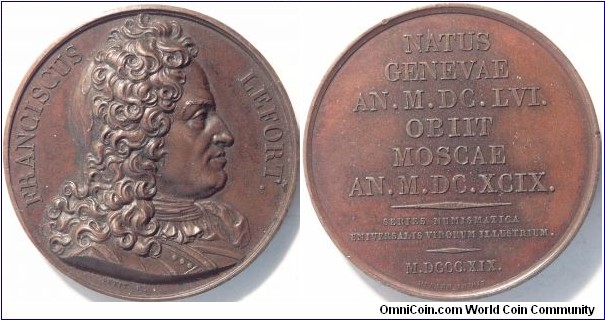 FRANCISCUS LEFORT.
NATUS
GENEVAE
AN. M. DC. LVI.
OBIIT
MOSCAE
AN. M. DC. XCIX.
SERIES NUMISMATICA
UNIVERSALIS VIRORUM ILLUSTRIUM.
M.DCCC.XIX.
OmniCoin.com World Coin Community